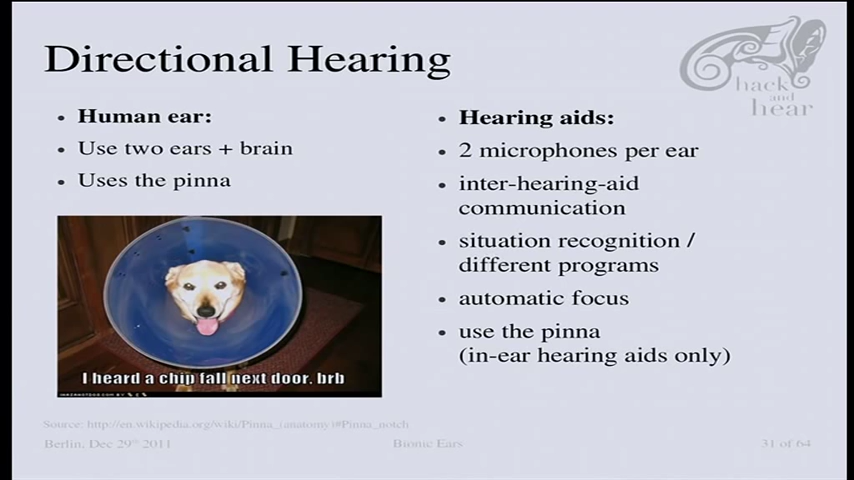 Directional Hearing
hack
and
hear
• Human ear:
• Use two ears + brain
• Uses the pinna
I heard a chip fall next door. brb
• Hearing aids:
• 2 microphones per ear
• inter-hearing-aid
communication
• situation recognition /
different programs
• automatic focus
• use the pinna
(in-ear hearing aids only)
Source: http://en.wikipedia.org/wiki/Pinna_(anatomy)#Pinna_notch
Berlin, Dec 29th 2011
Bionic Ears
31 of 64